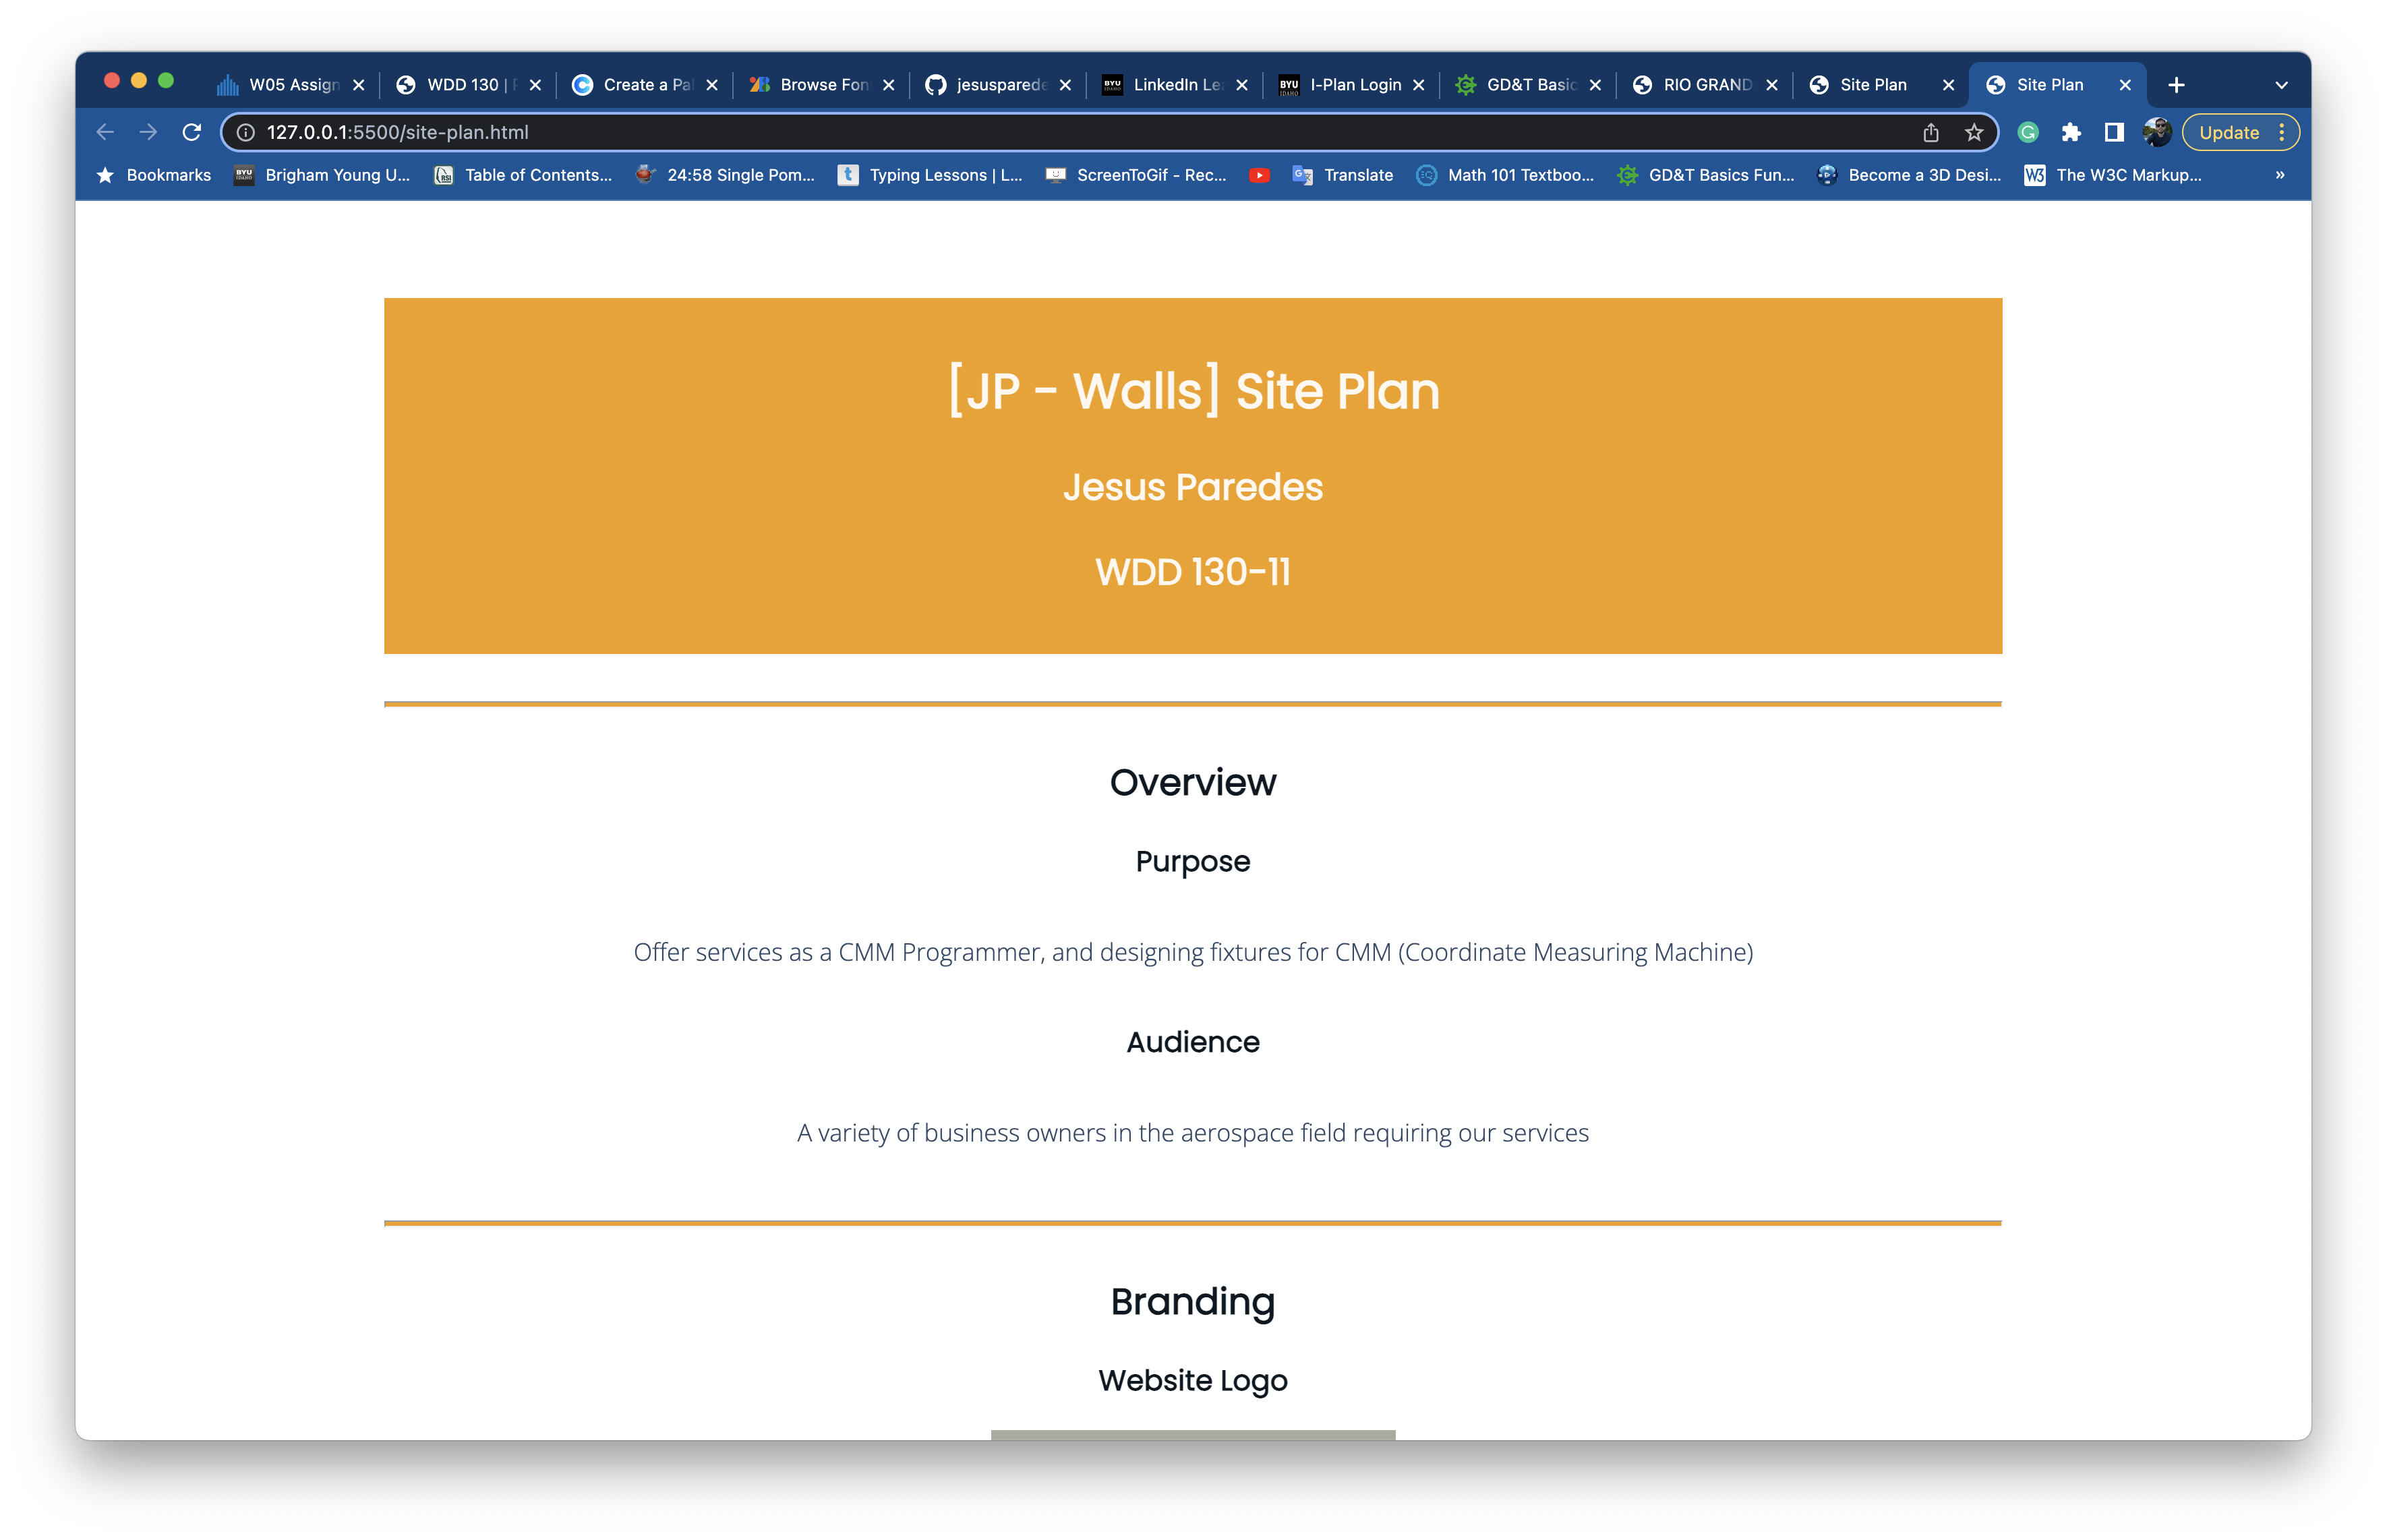 W05 Assign
WDD 130 |
Create a Pa
Browse Fon
jesusparede
LinkedIn Le
I-Plan Login
GD&T Basic
RIO GRAND
Site Plan
Site Plan
127.0.0.1:5500/site-plan.html
Update
Bookmarks
BYU
Brigham Young U...
Table of Contents...
24:58 Single Pom...
Typing Lessons | L...
ScreenToGif - Rec...
Translate
Math 101 Textboo...
GD&T Basics Fun...
Become a 3D Desi...
W3
The W3C Markup...
»
[JP - Walls] Site Plan
Jesus Paredes
WDD 130-11
Overview
Purpose
Offer services as a CMM Programmer, and designing fixtures for CMM (Coordinate Measuring Machine)
Audience
A variety of business owners in the aerospace field requiring our services
Branding
Website Logo